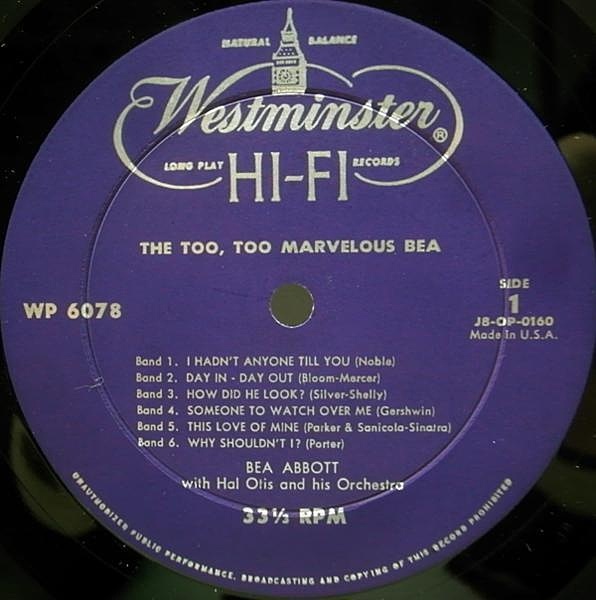 NATURAL BALANCE
Westminster®
LONG PLAY RECORDS
HI-FI
THE TOO, TOO MARVELOUS BEA
WP 6078
SIDE
1
J8-OP-0160
Made in U.S.A.
Band 1. I HADN'T ANYONE TILL YOU (Noble)
Band 2. DAY IN - DAY OUT (Bloom-Mercer)
Band 3. HOW DID HE LOOK? (Silver-Shelly)
Band 4. SOMEONE TO WATCH OVER ME (Gershwin)
Band 5. THIS LOVE OF MINE (Parker & Sanicola-Sinatra)
Band 6. WHY SHOULDN'T I? (Porter)
BEA ABBOTT
with Hal Otis and his Orchestra
33⅓ RPM
UNAUTHORIZED PUBLIC PERFORMANCE, BROADCASTING AND COPYING OF THIS RECORD PROHIBITED